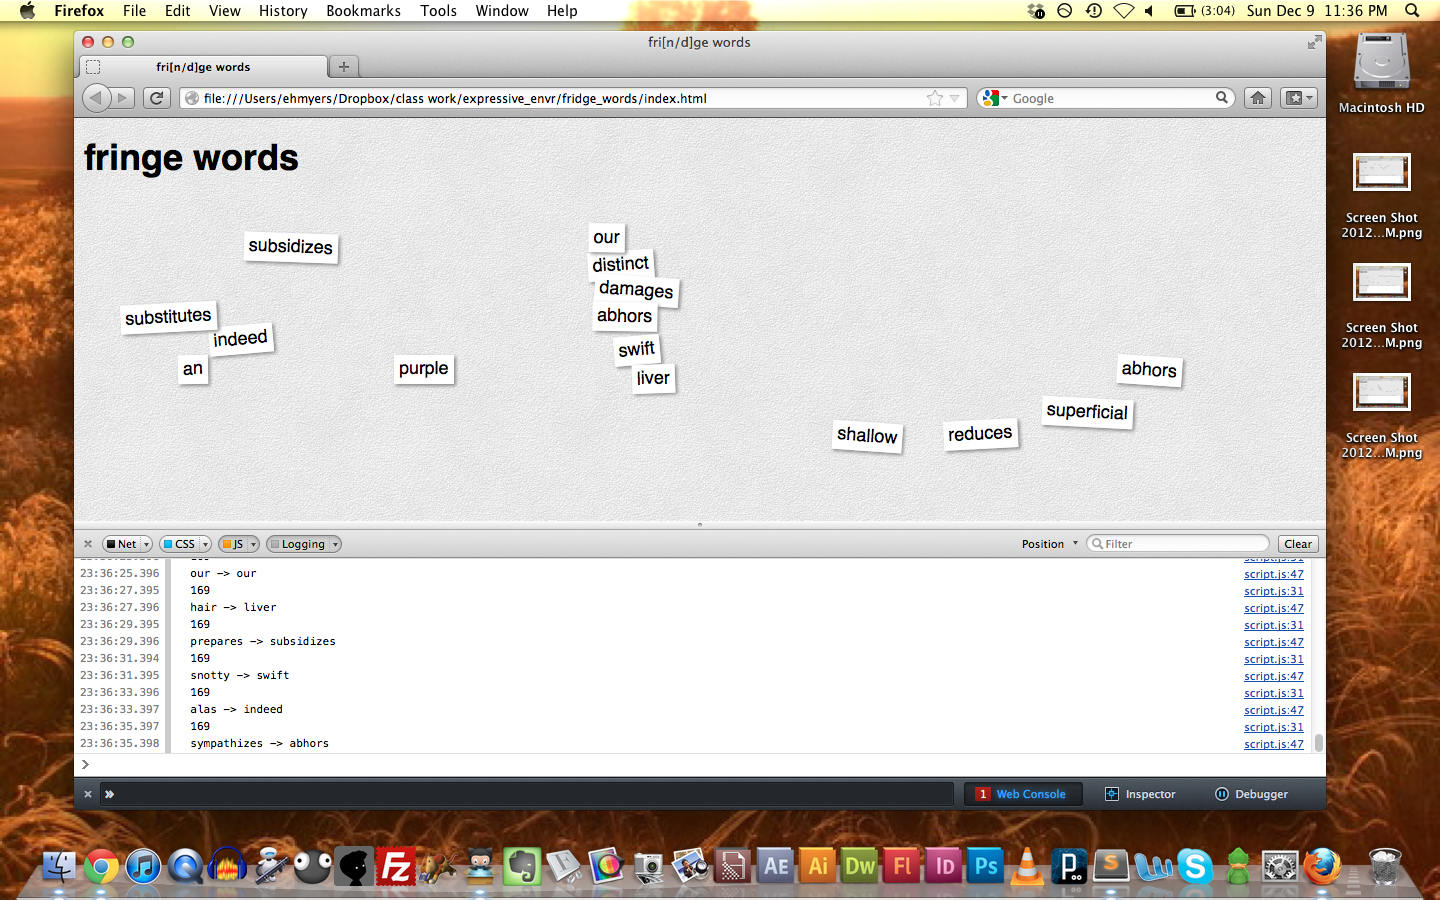 Firefox File Edit View History Bookmarks Tools Window Help (3:04) Sun Dec 9 11:36 PM
fri[n/d]ge words
fri[n/d]ge words
file:///Users/ehmyers/Dropbox/class work/expressive_envr/fridge_words/index.html Google
fringe words
subsidizes
our
distinct
damages
substitutes
abhors
indeed
swift
an
purple
liver
abhors
superficial
shallow
reduces
Net CSS JS Logging Position Filter Clear
23:36:25.396 our -> our script.js:47
23:36:27.395 169 script.js:31
23:36:27.396 hair -> liver script.js:47
23:36:29.395 169 script.js:31
23:36:29.396 prepares -> subsidizes script.js:47
23:36:31.394 169 script.js:31
23:36:31.395 snotty -> swift script.js:47
23:36:33.396 169 script.js:31
23:36:33.397 alas -> indeed script.js:47
23:36:35.397 169 script.js:31
23:36:35.398 sympathizes -> abhors script.js:47
1 Web Console Inspector Debugger
Macintosh HD
Screen Shot
2012...M.png
Screen Shot
2012...M.png
Screen Shot
2012...M.png
Fz AE Ai Dw Fl ID Ps P S W S